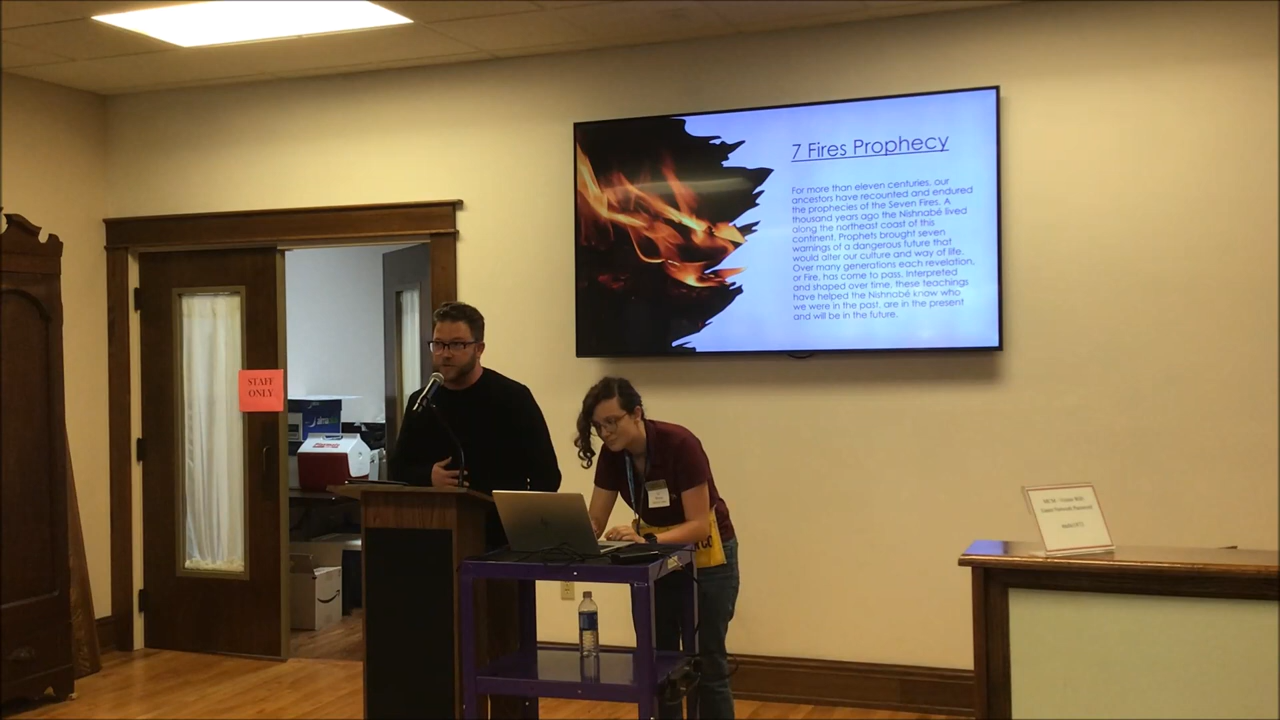 7 Fires Prophecy
For more than eleven centuries, our
ancestors have recounted and endured
the prophecies of the Seven Fires. A
thousand years ago the Nishnabé lived
along the northeast coast of this
continent. Prophets brought seven
warnings of a dangerous future that
would alter our culture and way of life.
Over many generations each revelation,
or Fire, has come to pass. Interpreted
and shaped over time, these teachings
have helped the Nishnabé know who
we were in the past, are in the present
and will be in the future.
STAFF
ONLY